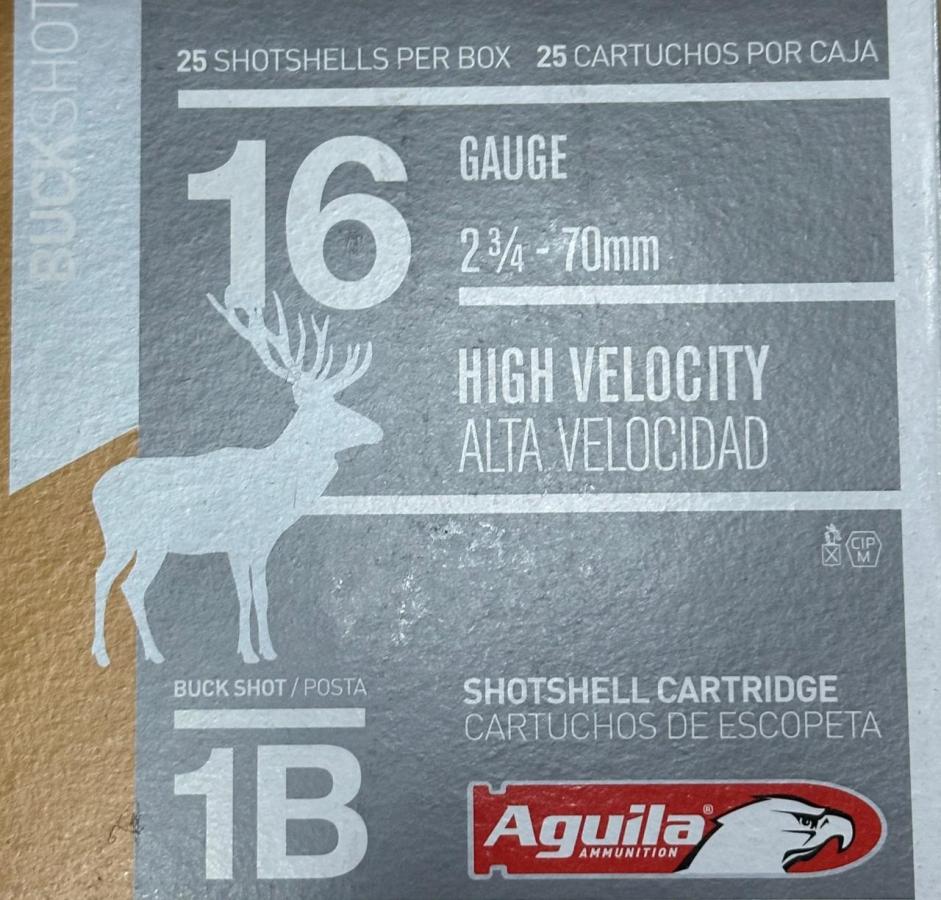 BUCKSHOT
25 SHOTSHELLS PER BOX 25 CARTUCHOS POR CAJA
16
GAUGE
2 ¾ - 70mm
HIGH VELOCITY
ALTA VELOCIDAD
CIP
M
BUCK SHOT / POSTA
1B
SHOTSHELL CARTRIDGE
CARTUCHOS DE ESCOPETA
Aguila®
AMMUNITION